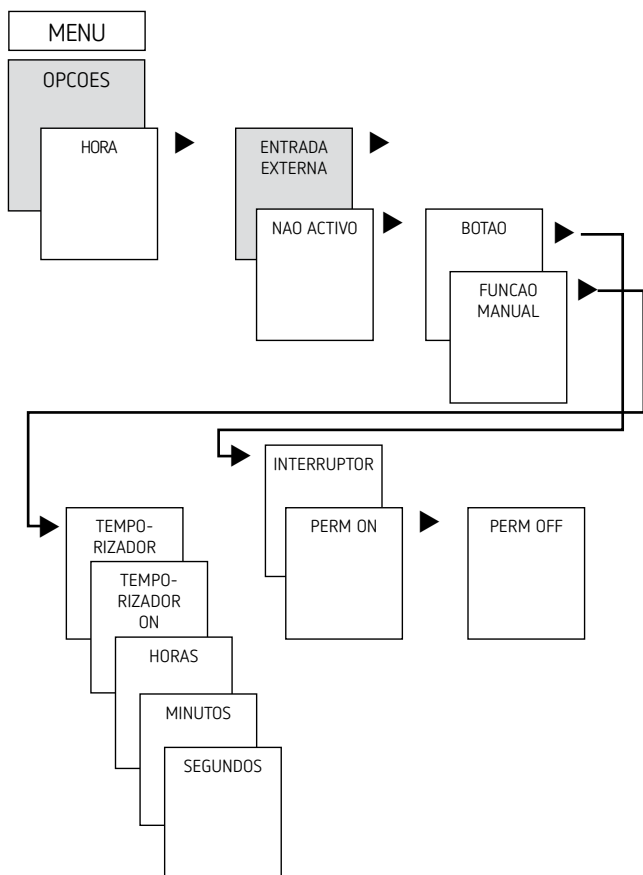 MENU
OPCOES
HORA
ENTRADA
EXTERNA
NAO ACTIVO
BOTAO
FUNCAO
MANUAL
INTERRUPTOR
PERM ON
PERM OFF
TEMPO-
RIZADOR
TEMPO-
RIZADOR
ON
HORAS
MINUTOS
SEGUNDOS